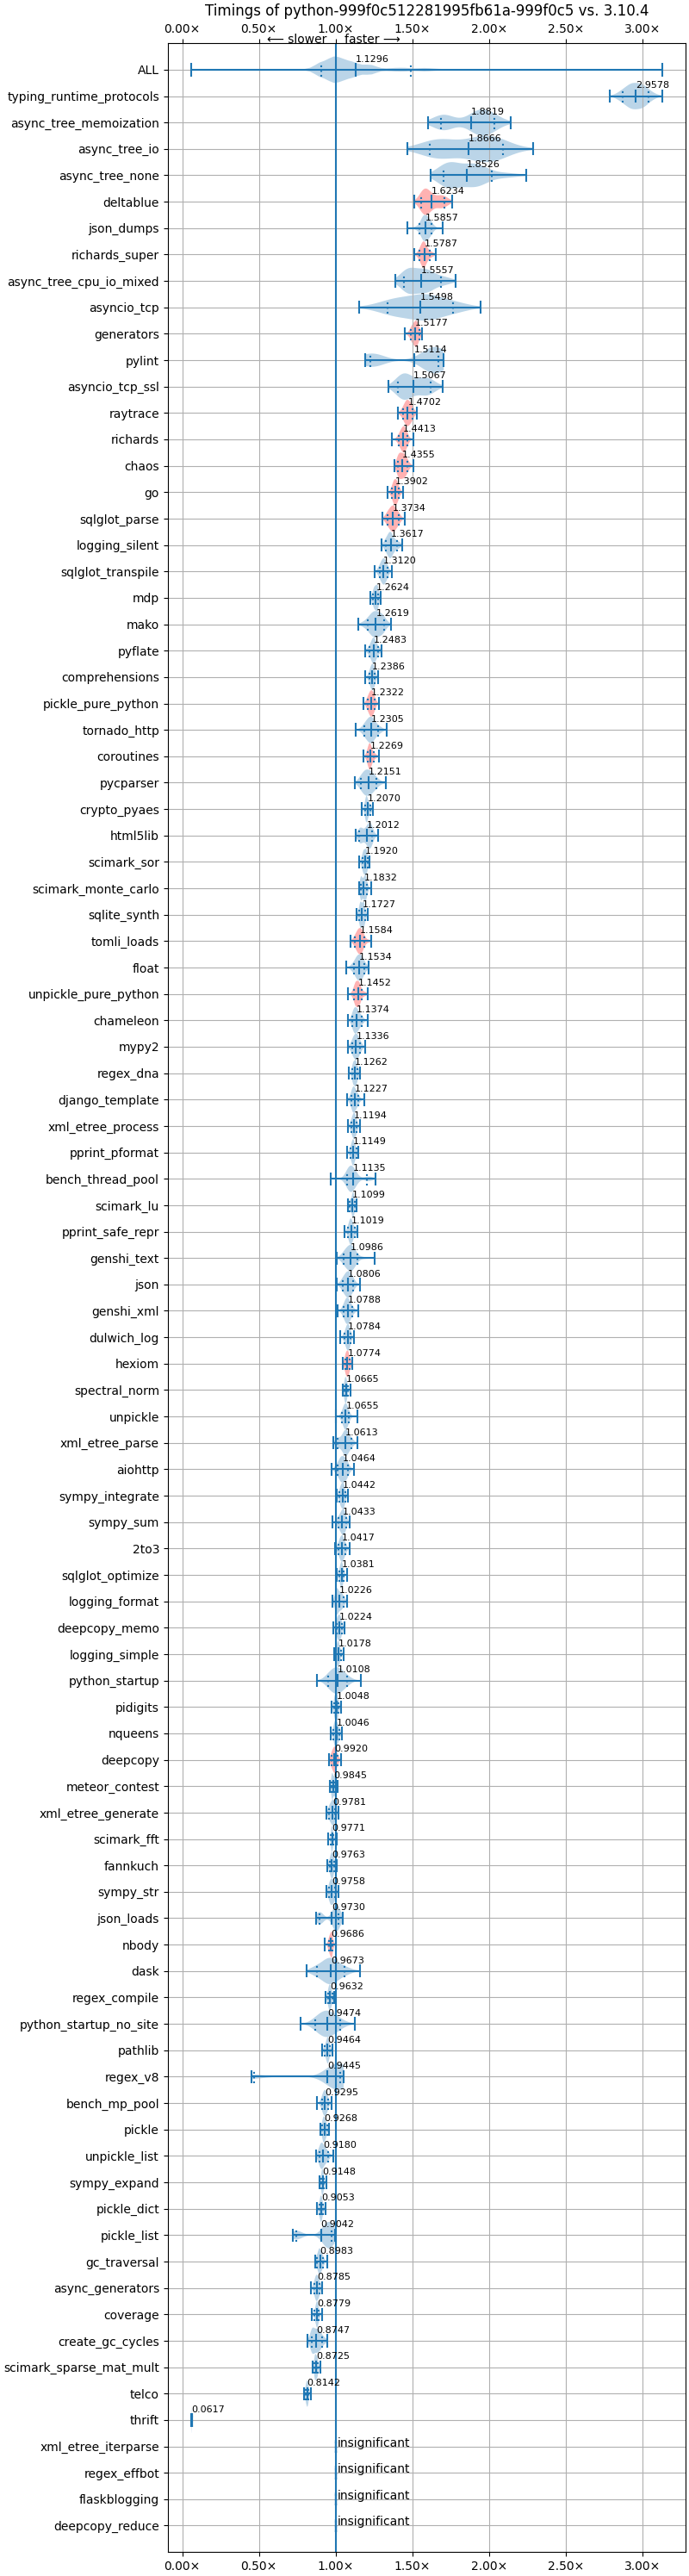 Timings of python-999f0c512281995fb61a-999f0c5 vs. 3.10.4
0.00× 0.50× 1.00× 1.50× 2.00× 2.50× 3.00×
← slower faster →
ALL 1.1296
typing_runtime_protocols 2.9578
async_tree_memoization 1.8819
async_tree_io 1.8666
async_tree_none 1.8526
deltablue 1.6234
json_dumps 1.5857
richards_super 1.5787
async_tree_cpu_io_mixed 1.5557
asyncio_tcp 1.5498
generators 1.5177
pylint 1.5114
asyncio_tcp_ssl 1.5067
raytrace 1.4702
richards 1.4413
chaos 1.4355
go 1.3902
sqlglot_parse 1.3734
logging_silent 1.3617
sqlglot_transpile 1.3120
mdp 1.2624
mako 1.2619
pyflate 1.2483
comprehensions 1.2386
pickle_pure_python 1.2322
tornado_http 1.2305
coroutines 1.2269
pycparser 1.2151
crypto_pyaes 1.2070
html5lib 1.2012
scimark_sor 1.1920
scimark_monte_carlo 1.1832
sqlite_synth 1.1727
tomli_loads 1.1584
float 1.1534
unpickle_pure_python 1.1452
chameleon 1.1374
mypy2 1.1336
regex_dna 1.1262
django_template 1.1227
xml_etree_process 1.1194
pprint_pformat 1.1149
bench_thread_pool 1.1135
scimark_lu 1.1099
pprint_safe_repr 1.1019
genshi_text 1.0986
json 1.0806
genshi_xml 1.0788
dulwich_log 1.0784
hexiom 1.0774
spectral_norm 1.0665
unpickle 1.0655
xml_etree_parse 1.0613
aiohttp 1.0464
sympy_integrate 1.0442
sympy_sum 1.0433
2to3 1.0417
sqlglot_optimize 1.0381
logging_format 1.0226
deepcopy_memo 1.0224
logging_simple 1.0178
python_startup 1.0108
pidigits 1.0048
nqueens 1.0046
deepcopy 0.9920
meteor_contest 0.9845
xml_etree_generate 0.9781
scimark_fft 0.9771
fannkuch 0.9763
sympy_str 0.9758
json_loads 0.9730
nbody 0.9686
dask 0.9673
regex_compile 0.9632
python_startup_no_site 0.9474
pathlib 0.9464
regex_v8 0.9445
bench_mp_pool 0.9295
pickle 0.9268
unpickle_list 0.9180
sympy_expand 0.9148
pickle_dict 0.9053
pickle_list 0.9042
gc_traversal 0.8983
async_generators 0.8785
coverage 0.8779
create_gc_cycles 0.8747
scimark_sparse_mat_mult 0.8725
telco 0.8142
thrift 0.0617
xml_etree_iterparse insignificant
regex_effbot insignificant
flaskblogging insignificant
deepcopy_reduce insignificant
0.00× 0.50× 1.00× 1.50× 2.00× 2.50× 3.00×